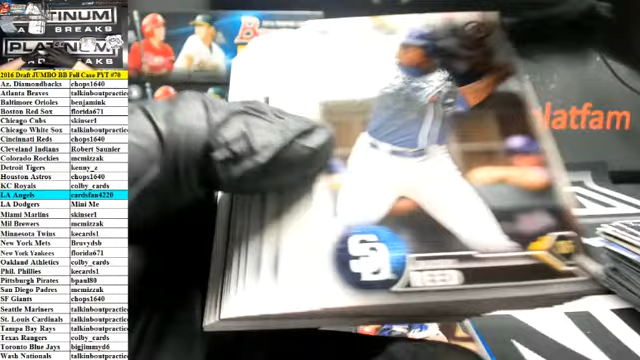 PLATINUM
BREAKS
PLATINUM
BREAKS
2016 Draft JUMBO BB Full Case PYT #70
Az. Diamondbacks chops1640
Atlanta Braves talkinboutpractice
Baltimore Orioles benjamink
Boston Red Sox florida671
Chicago Cubs skinser1
Chicago White Sox talkinboutpractice
Cincinnati Reds chops1640
Cleveland Indians Robert Saunier
Colorado Rockies mcmizzak
Detroit Tigers kenny_z
Houston Astros chops1640
KC Royals colby_cards
LA Angels cardsfan4220
LA Dodgers Mini Me
Miami Marlins skinser1
Mil Brewers mcmizzak
Minnesota Twins kecards1
New York Mets Bruvydsb
New York Yankees florida671
Oakland Athletics colby_cards
Phil. Phillies kecards1
Pittsburgh Pirates bpaul80
San Diego Padres mcmizzak
SF Giants chops1640
Seattle Mariners talkinboutpractice
St. Louis Cardinals talkinboutpractice
Tampa Bay Rays talkinboutpractice
Texas Rangers colby_cards
Toronto Blue Jays bigjimmyd6
Wash Nationals talkinboutpractice
platfam
SD
REED